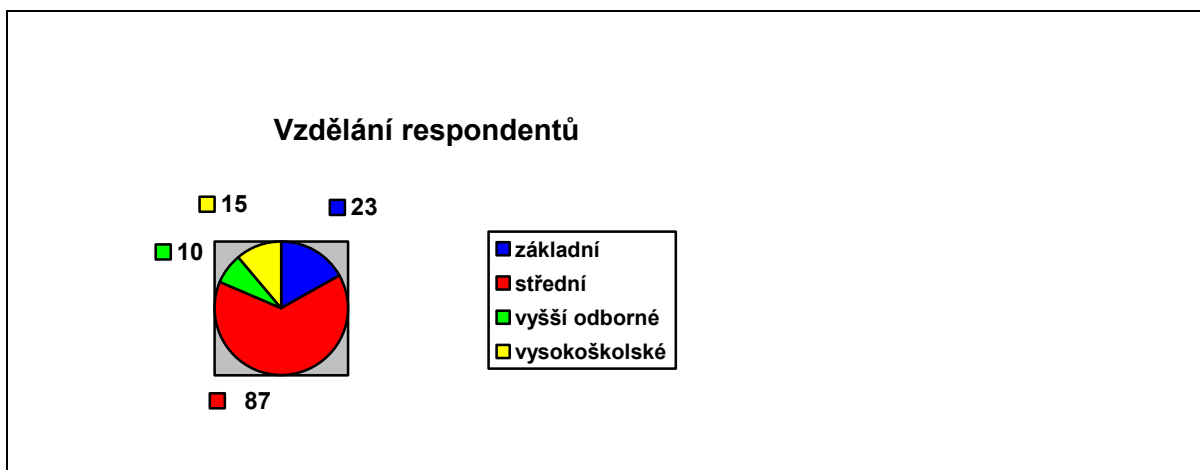 Vzdělání respondentů
15
23
10
87
základní
střední
vyšší odborné
vysokoškolské